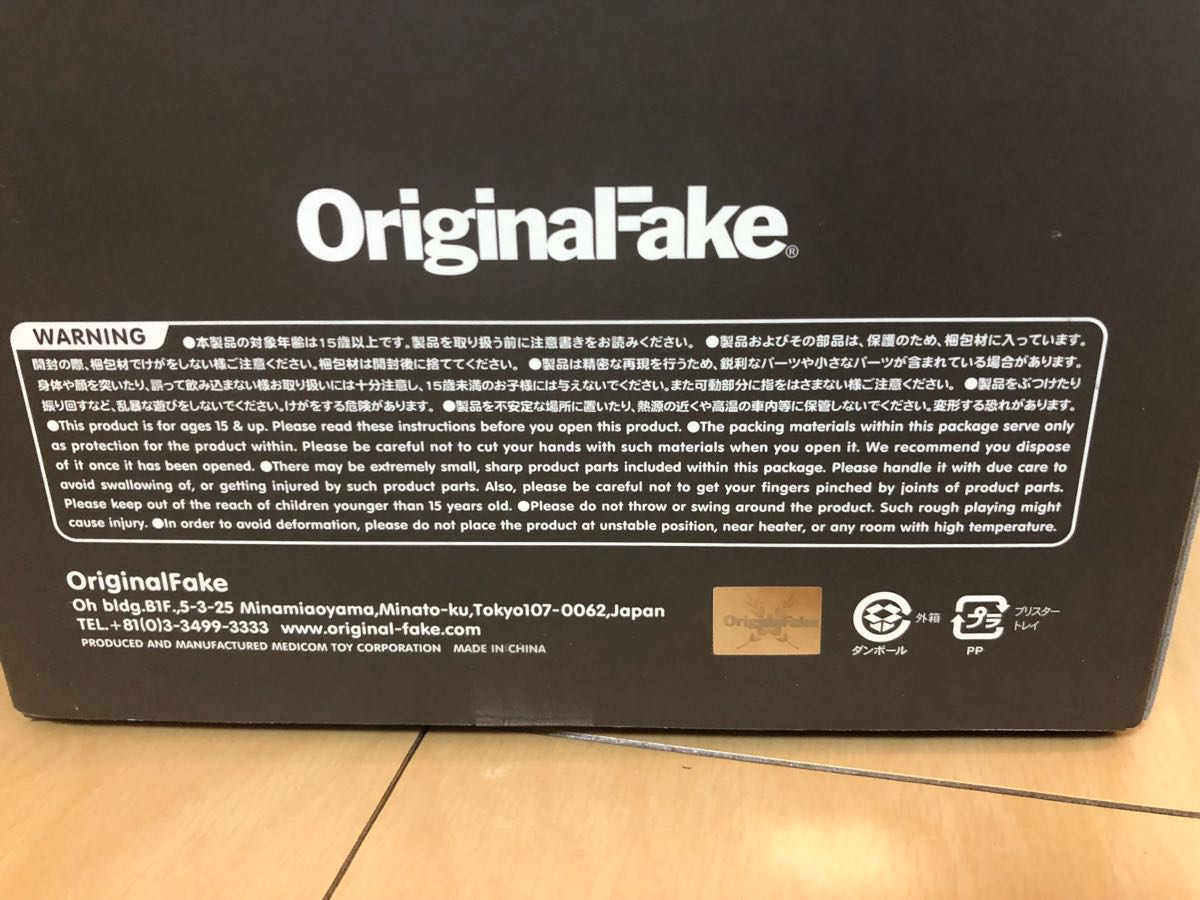 OriginalFake®
WARNING
●本製品の対象年齢は15歳以上です。製品を取り扱う前に注意書きをお読みください。 ●製品およびその部品は、保護のため、梱包材に入っています。
開封の際、梱包材でけがをしない様ご注意ください。梱包材は開封後に捨ててください。 ●製品は精密な再現を行うため、鋭利なパーツや小さなパーツが含まれている場合があります。
身体や顔を突いたり、誤って飲み込まない様お取り扱いには十分注意し、15歳未満のお子様には与えないでください。また可動部分に指をはさまない様ご注意ください。 ●製品をぶつけたり
振り回すなど、乱暴な遊びをしないでください。けがをする危険があります。 ●製品を不安定な場所に置いたり、熱源の近くや高温の車内等に保管しないでください。変形する恐れがあります。
●This product is for ages 15 & up. Please read these instructions before you open this product. ●The packing materials within this package serve only
as protection for the product within. Please be careful not to cut your hands with such materials when you open it. We recommend you dispose
of it once it has been opened. ●There may be extremely small, sharp product parts included within this package. Please handle it with due care to
avoid swallowing of, or getting injured by such product parts. Also, please be careful not to get your fingers pinched by joints of product parts.
Please keep out of the reach of children younger than 15 years old. ●Please do not throw or swing around the product. Such rough playing might
cause injury. ●In order to avoid deformation, please do not place the product at unstable position, near heater, or any room with high temperature.
OriginalFake
Oh bldg.B1F.,5-3-25 Minamiaoyama,Minato-ku,Tokyo107-0062,Japan
TEL.+81(0)3-3499-3333 www.original-fake.com
PRODUCED AND MANUFACTURED MEDICOM TOY CORPORATION MADE IN CHINA
OriginalFake
外箱
ダンボール
プラ
ブリスター
トレイ
PP